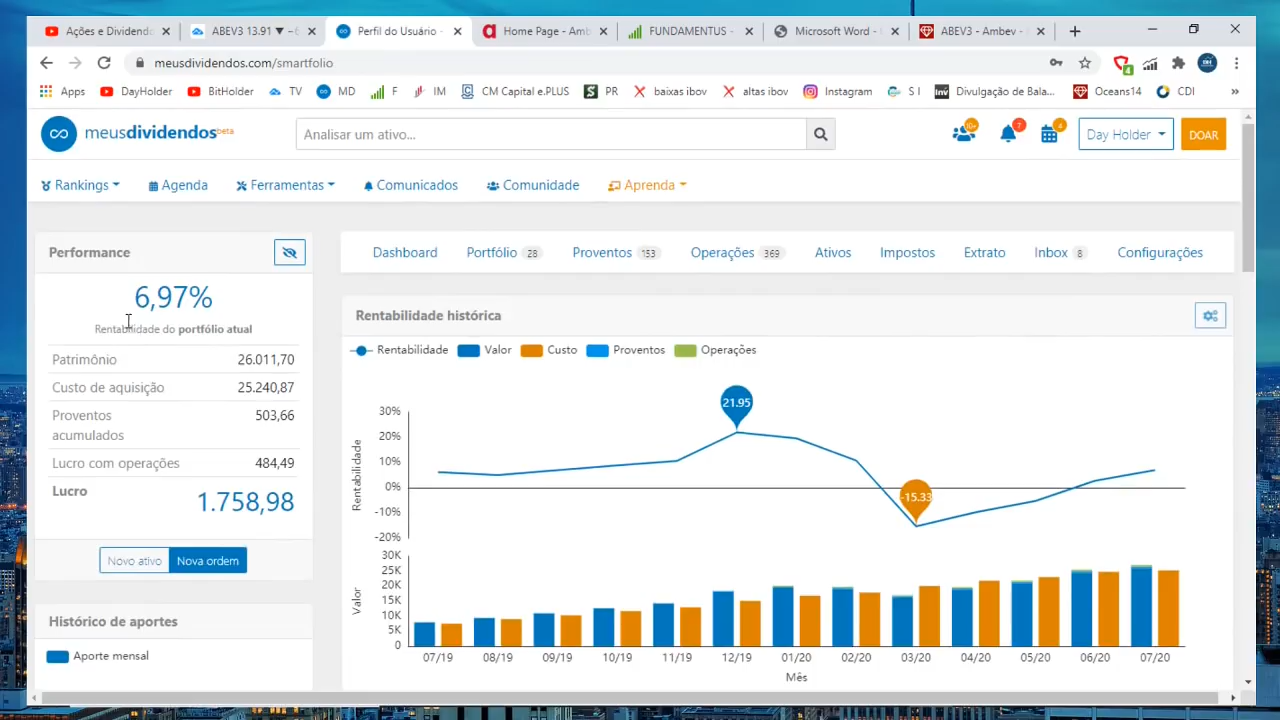 Ações e Dividendo
ABEV3 13.91 ▼
Perfil do Usuário -
Home Page - Amb
FUNDAMENTUS -
Microsoft Word -
ABEV3 - Ambev -
meusdividendos.com/smartfolio
Apps
DayHolder
BitHolder
TV
MD
F
IM
CM Capital e.PLUS
PR
baixas ibov
altas ibov
Instagram
S I
Divulgação de Bala...
Oceans14
CDI
»
meusdividendos beta
Analisar um ativo...
10+
7
4
Day Holder
DOAR
Rankings
Agenda
Ferramentas
Comunicados
Comunidade
Aprenda
Performance
6,97%
Rentabilidade do portfólio atual
Patrimônio 26.011,70
Custo de aquisição 25.240,87
Proventos acumulados 503,66
Lucro com operações 484,49
Lucro 1.758,98
Novo ativo
Nova ordem
Histórico de aportes
Aporte mensal
Dashboard
Portfólio 28
Proventos 153
Operações 369
Ativos
Impostos
Extrato
Inbox 8
Configurações
Rentabilidade histórica
Rentabilidade
Valor
Custo
Proventos
Operações
Rentabilidade
30%
20%
10%
0%
-10%
-20%
21.95
-15.33
Valor
30K
25K
20K
15K
10K
5K
0
07/19 08/19 09/19 10/19 11/19 12/19 01/20 02/20 03/20 04/20 05/20 06/20 07/20
Mês